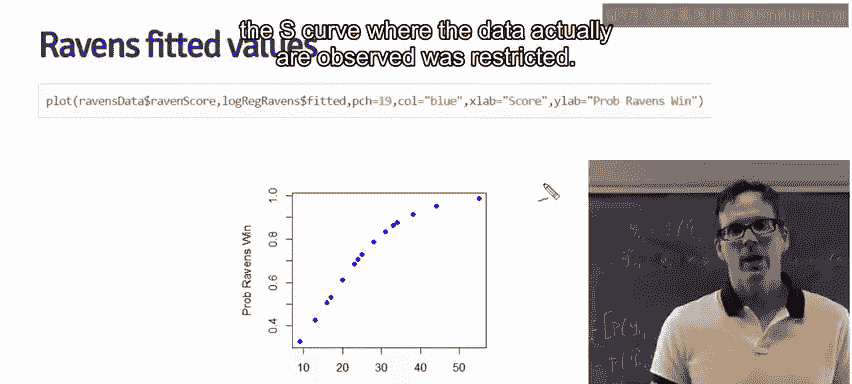 the S curve where the data actually
are observed was restricted.
Ravens fitted values
plot(ravensData$ravenScore,logRegRavens$fitted,pch=19,col="blue",xlab="Score",ylab="Prob Ravens Win")
Prob Ravens Win
1.0
0.8
0.6
0.4
10 20 30 40 50